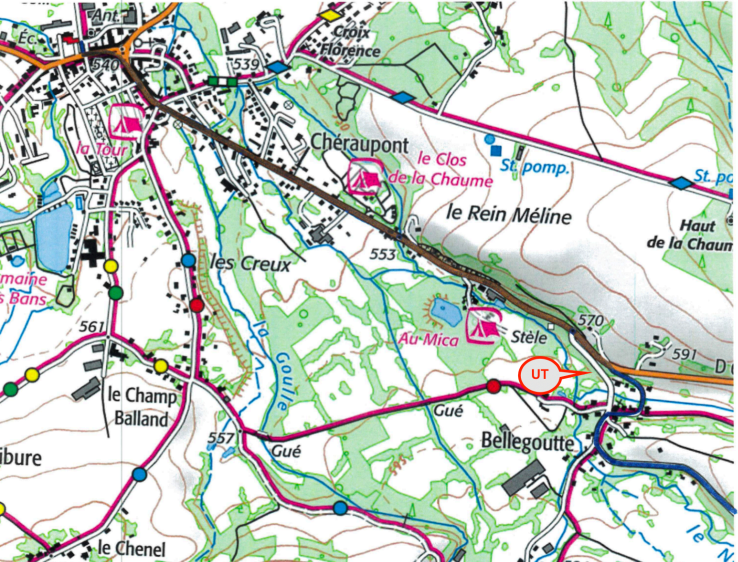 Ant.
Éc.
Croix
Florence
540
539
la Tour
Chéraupont
le Clos
de la Chaume
St. pomp.
St. po
le Rein Méline
Haut
de la Chaum
553
les Creux
maine
s Bans
561
Au Mica
Stèle
570
591
la Goulle
UT
D
le Champ
Balland
Gué
557
Gué
Bellegoutte
ibure
595
le Chenel
le N